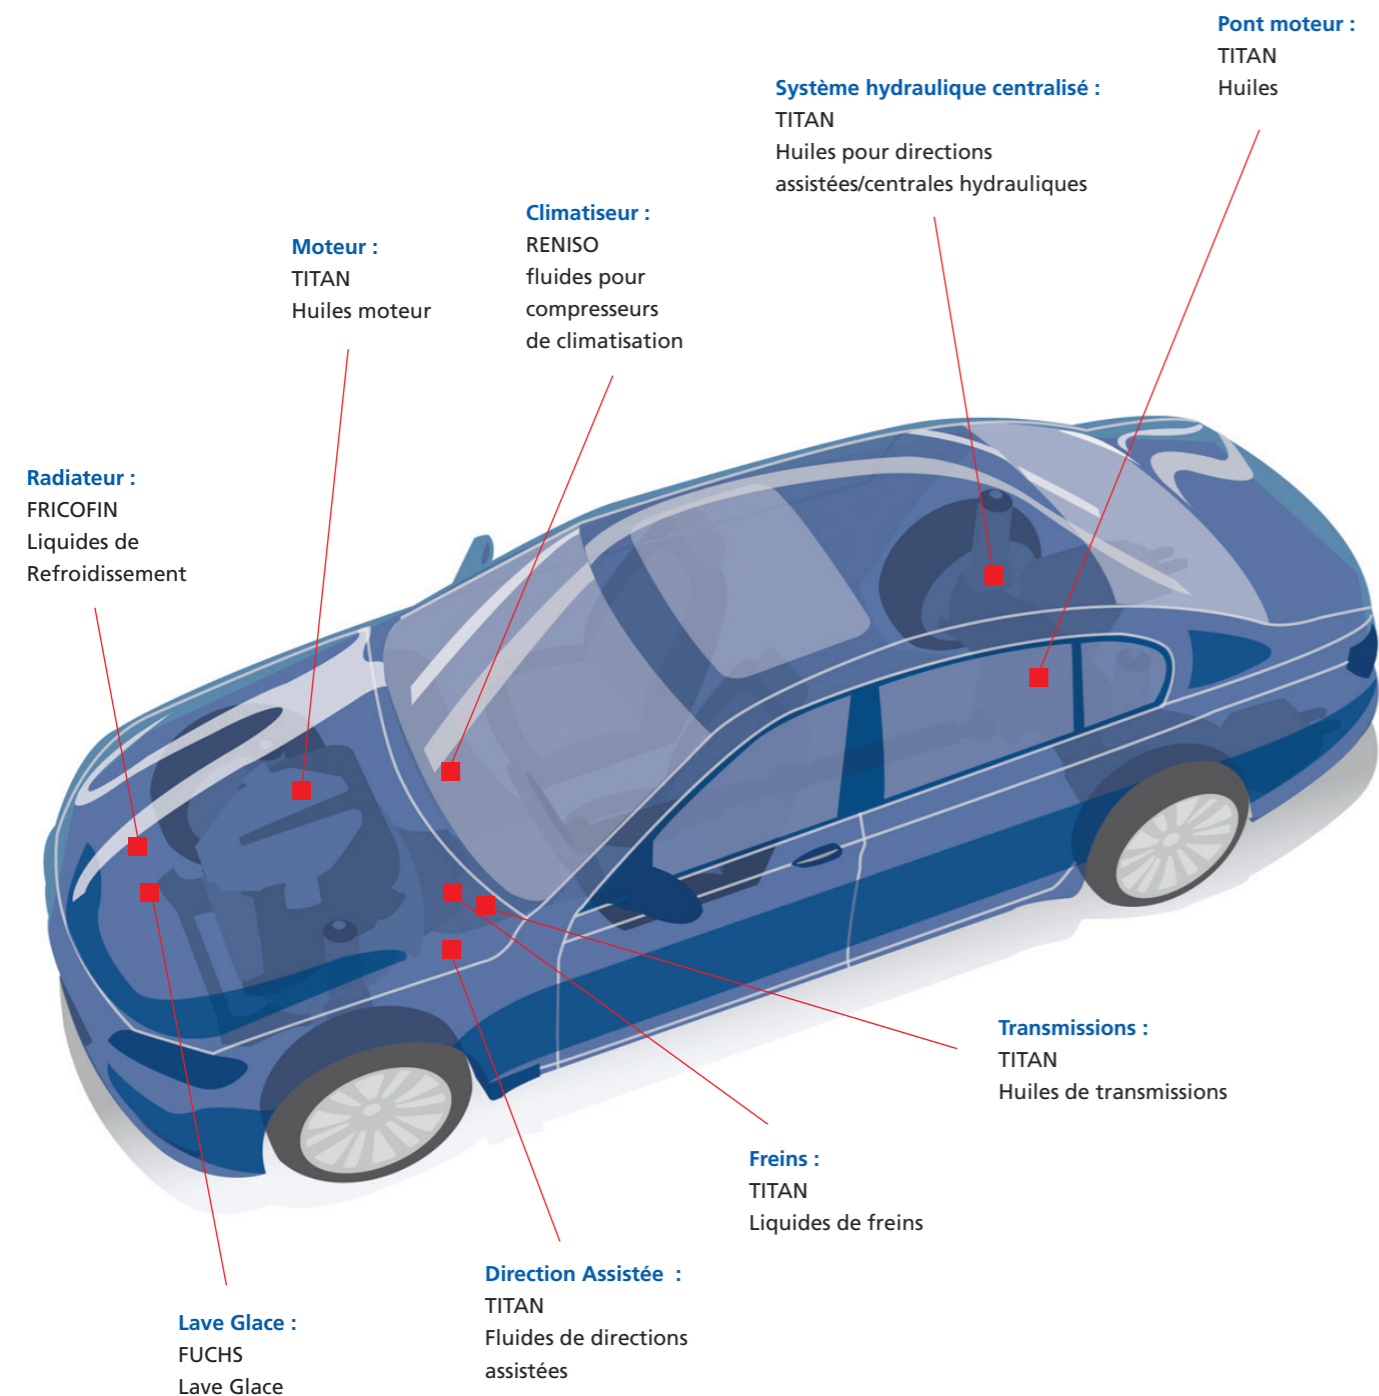 Pont moteur :
TITAN
Huiles
Système hydraulique centralisé :
TITAN
Huiles pour directions
assistées/centrales hydrauliques
Climatiseur :
RENISO
fluides pour
compresseurs
de climatisation
Moteur :
TITAN
Huiles moteur
Radiateur :
FRICOFIN
Liquides de
Refroidissement
Transmissions :
TITAN
Huiles de transmissions
Freins :
TITAN
Liquides de freins
Direction Assistée  :
TITAN
Fluides de directions
assistées
Lave Glace :
FUCHS
Lave Glace